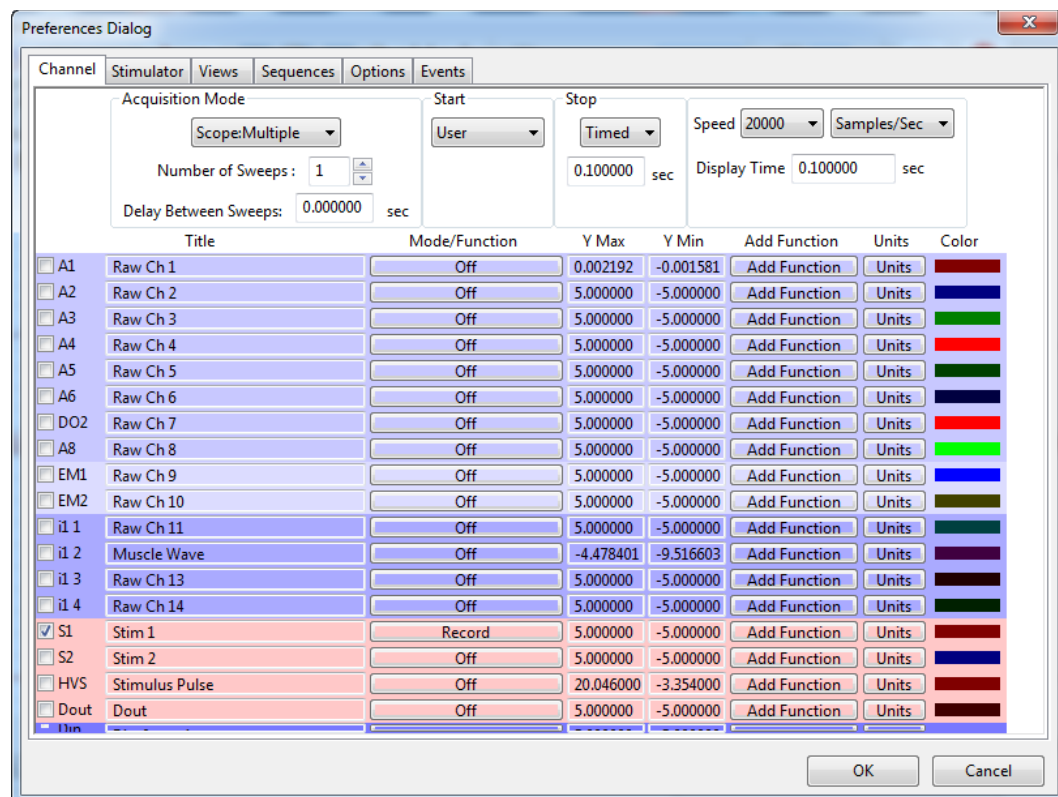 Preferences Dialog
Channel Stimulator Views Sequences Options Events
Acquisition Mode Start Stop
Scope:Multiple User Timed Speed 20000 Samples/Sec
Number of Sweeps : 1 0.100000 sec Display Time 0.100000 sec
Delay Between Sweeps: 0.000000 sec
Title Mode/Function Y Max Y Min Add Function Units Color
A1 Raw Ch 1 Off 0.002192 -0.001581 Add Function Units
A2 Raw Ch 2 Off 5.000000 -5.000000 Add Function Units
A3 Raw Ch 3 Off 5.000000 -5.000000 Add Function Units
A4 Raw Ch 4 Off 5.000000 -5.000000 Add Function Units
A5 Raw Ch 5 Off 5.000000 -5.000000 Add Function Units
A6 Raw Ch 6 Off 5.000000 -5.000000 Add Function Units
DO2 Raw Ch 7 Off 5.000000 -5.000000 Add Function Units
A8 Raw Ch 8 Off 5.000000 -5.000000 Add Function Units
EM1 Raw Ch 9 Off 5.000000 -5.000000 Add Function Units
EM2 Raw Ch 10 Off 5.000000 -5.000000 Add Function Units
i1 1 Raw Ch 11 Off 5.000000 -5.000000 Add Function Units
i1 2 Muscle Wave Off -4.478401 -9.516603 Add Function Units
i1 3 Raw Ch 13 Off 5.000000 -5.000000 Add Function Units
i1 4 Raw Ch 14 Off 5.000000 -5.000000 Add Function Units
S1 Stim 1 Record 5.000000 -5.000000 Add Function Units
S2 Stim 2 Off 5.000000 -5.000000 Add Function Units
HVS Stimulus Pulse Off 20.046000 -3.354000 Add Function Units
Dout Dout Off 5.000000 -5.000000 Add Function Units
Din
OK Cancel